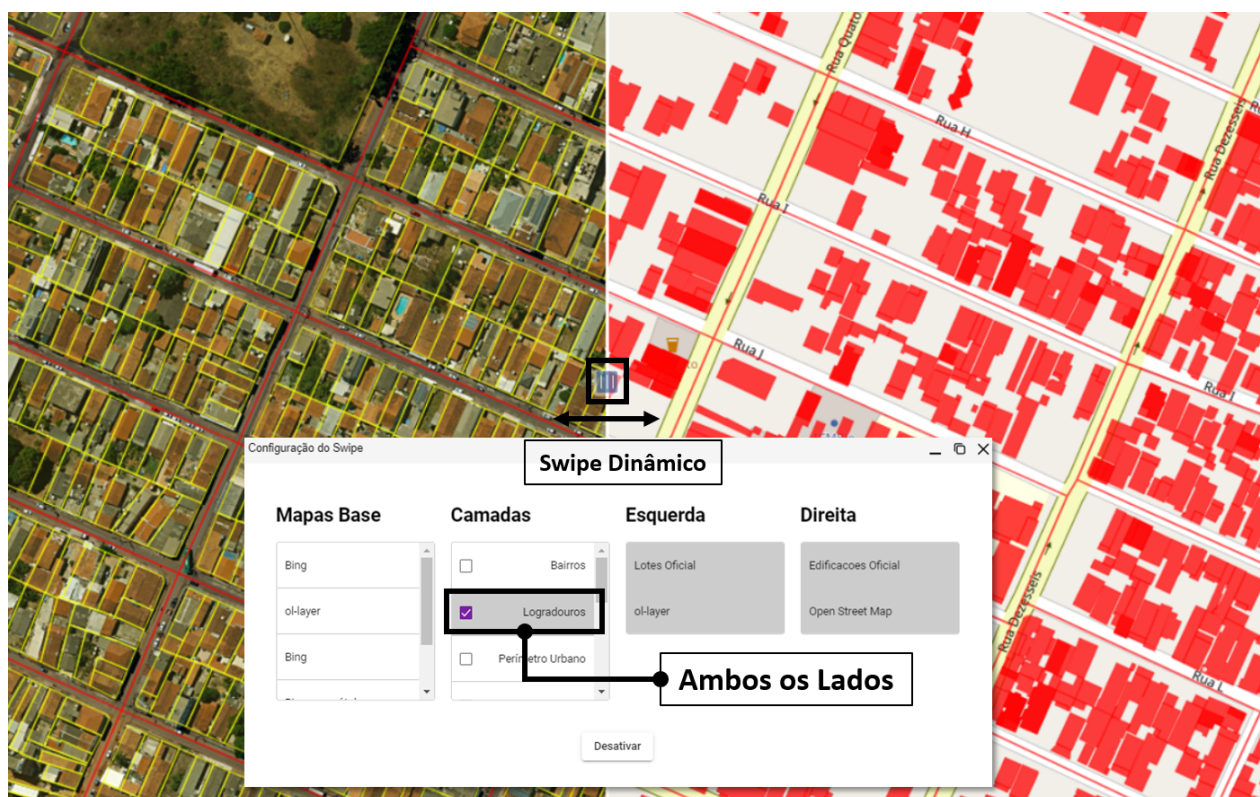 Rua Quato
Rua H
Rua Dezesseis
Rua I
Rua J
Rua I
Swipe Dinâmico
Configuração do Swipe
Mapas Base
Camadas
Esquerda
Direita
Bing
Bairros
Lotes Oficial
Edificacoes Oficial
ol-layer
Logradouros
ol-layer
Open Street Map
Bing
Perímetro Urbano
Ambos os Lados
Desativar
Rua Dezesseis
Rua L